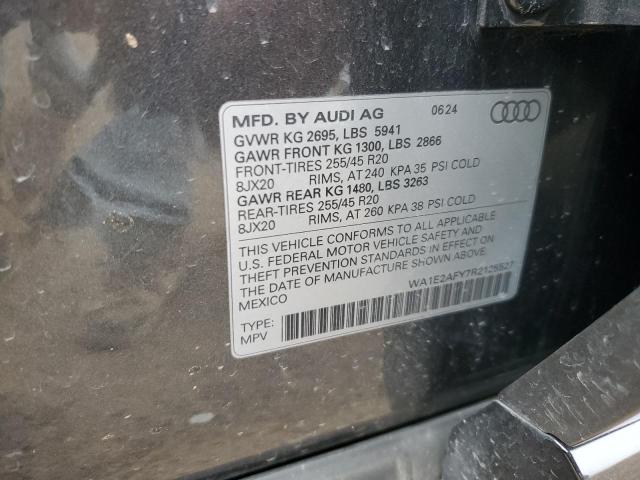 MFD. BY AUDI AG 0624
GVWR KG 2695, LBS 5941
GAWR FRONT KG 1300, LBS 2866
FRONT-TIRES 255/45 R20
8JX20 RIMS, AT 240 KPA 35 PSI COLD
GAWR REAR KG 1480, LBS 3263
REAR-TIRES 255/45 R20
8JX20 RIMS, AT 260 KPA 38 PSI COLD
THIS VEHICLE CONFORMS TO ALL APPLICABLE
U.S. FEDERAL MOTOR VEHICLE SAFETY AND
THEFT PREVENTION STANDARDS IN EFFECT ON
THE DATE OF MANUFACTURE SHOWN ABOVE.
MEXICO WA1E2AFY7R2125527
TYPE:
MPV